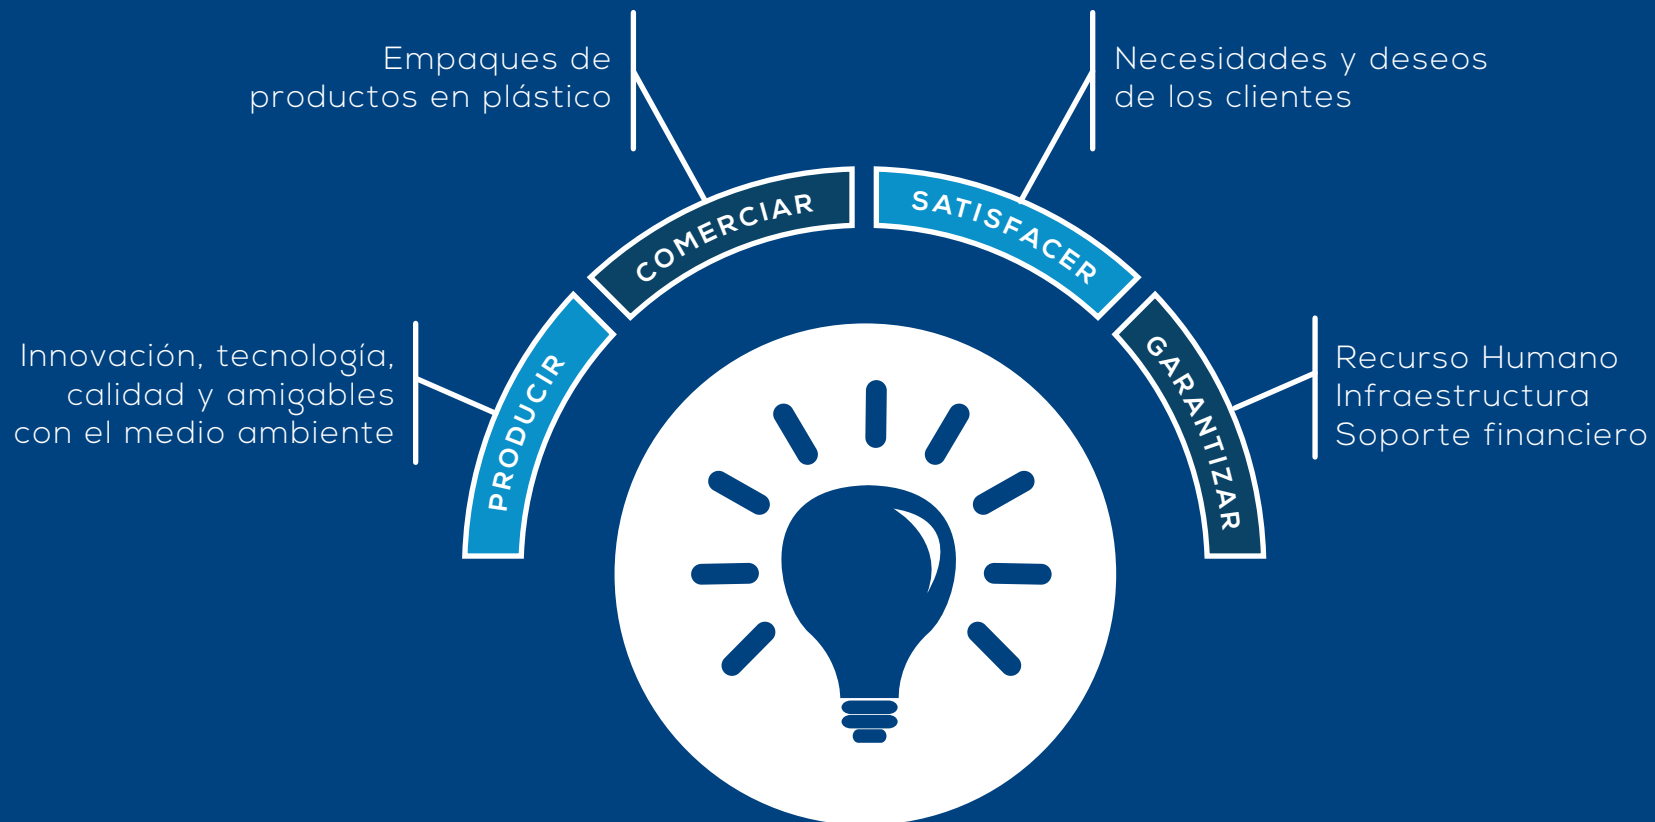 Empaques de
productos en plástico
Necesidades y deseos
de los clientes
COMERCIAR
SATISFACER
Innovación, tecnología,
calidad y amigables
con el medio ambiente
PRODUCIR
GARANTIZAR
Recurso Humano
Infraestructura
Soporte financiero